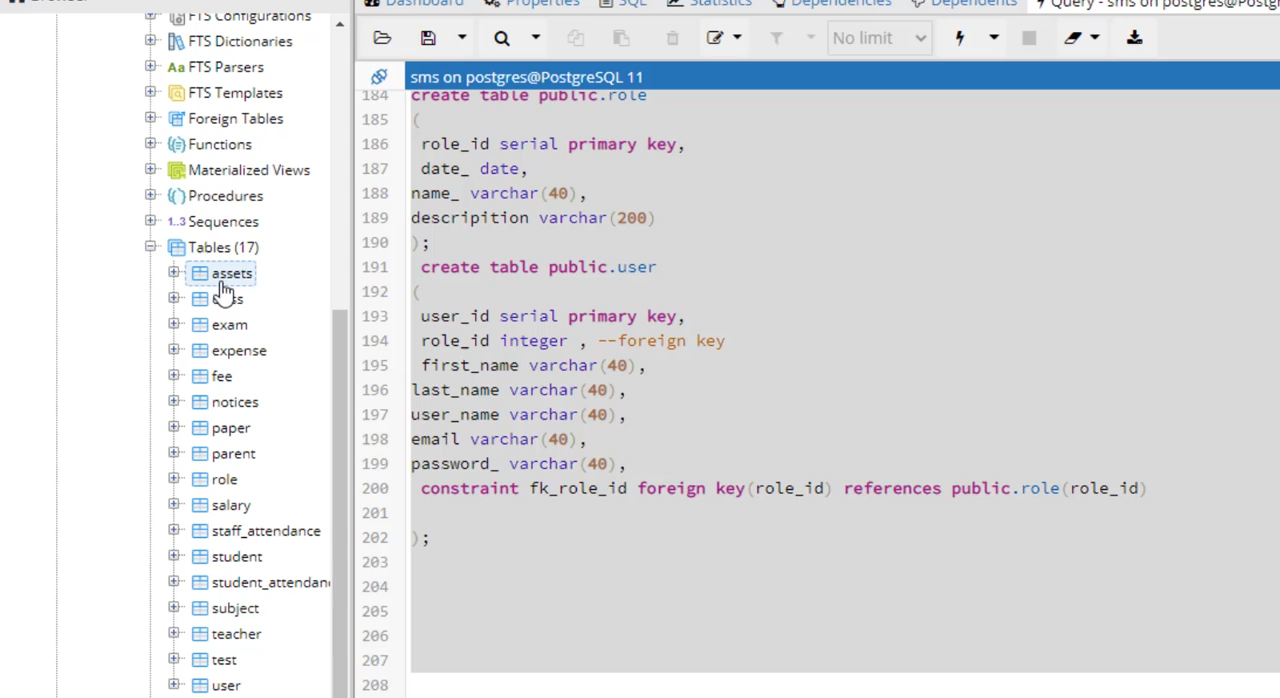 Dashboard Properties SQL Statistics Dependencies Dependents Query - sms on postgres@PostgreSQL
No limit
sms on postgres@PostgreSQL 11
FTS Configurations
FTS Dictionaries
Aa FTS Parsers
FTS Templates
Foreign Tables
Functions
Materialized Views
Procedures
1..3 Sequences
Tables (17)
assets
exam
expense
fee
notices
paper
parent
role
salary
staff_attendance
student
student_attendan
subject
teacher
test
user
184 create table public.role
185 (
186 role_id serial primary key,
187 date_ date,
188 name_ varchar(40),
189 descripition varchar(200)
190 );
191 create table public.user
192 (
193 user_id serial primary key,
194 role_id integer , --foreign key
195 first_name varchar(40),
196 last_name varchar(40),
197 user_name varchar(40),
198 email varchar(40),
199 password_ varchar(40),
200 constraint fk_role_id foreign key(role_id) references public.role(role_id)
201
202 );
203
204
205
206
207
208